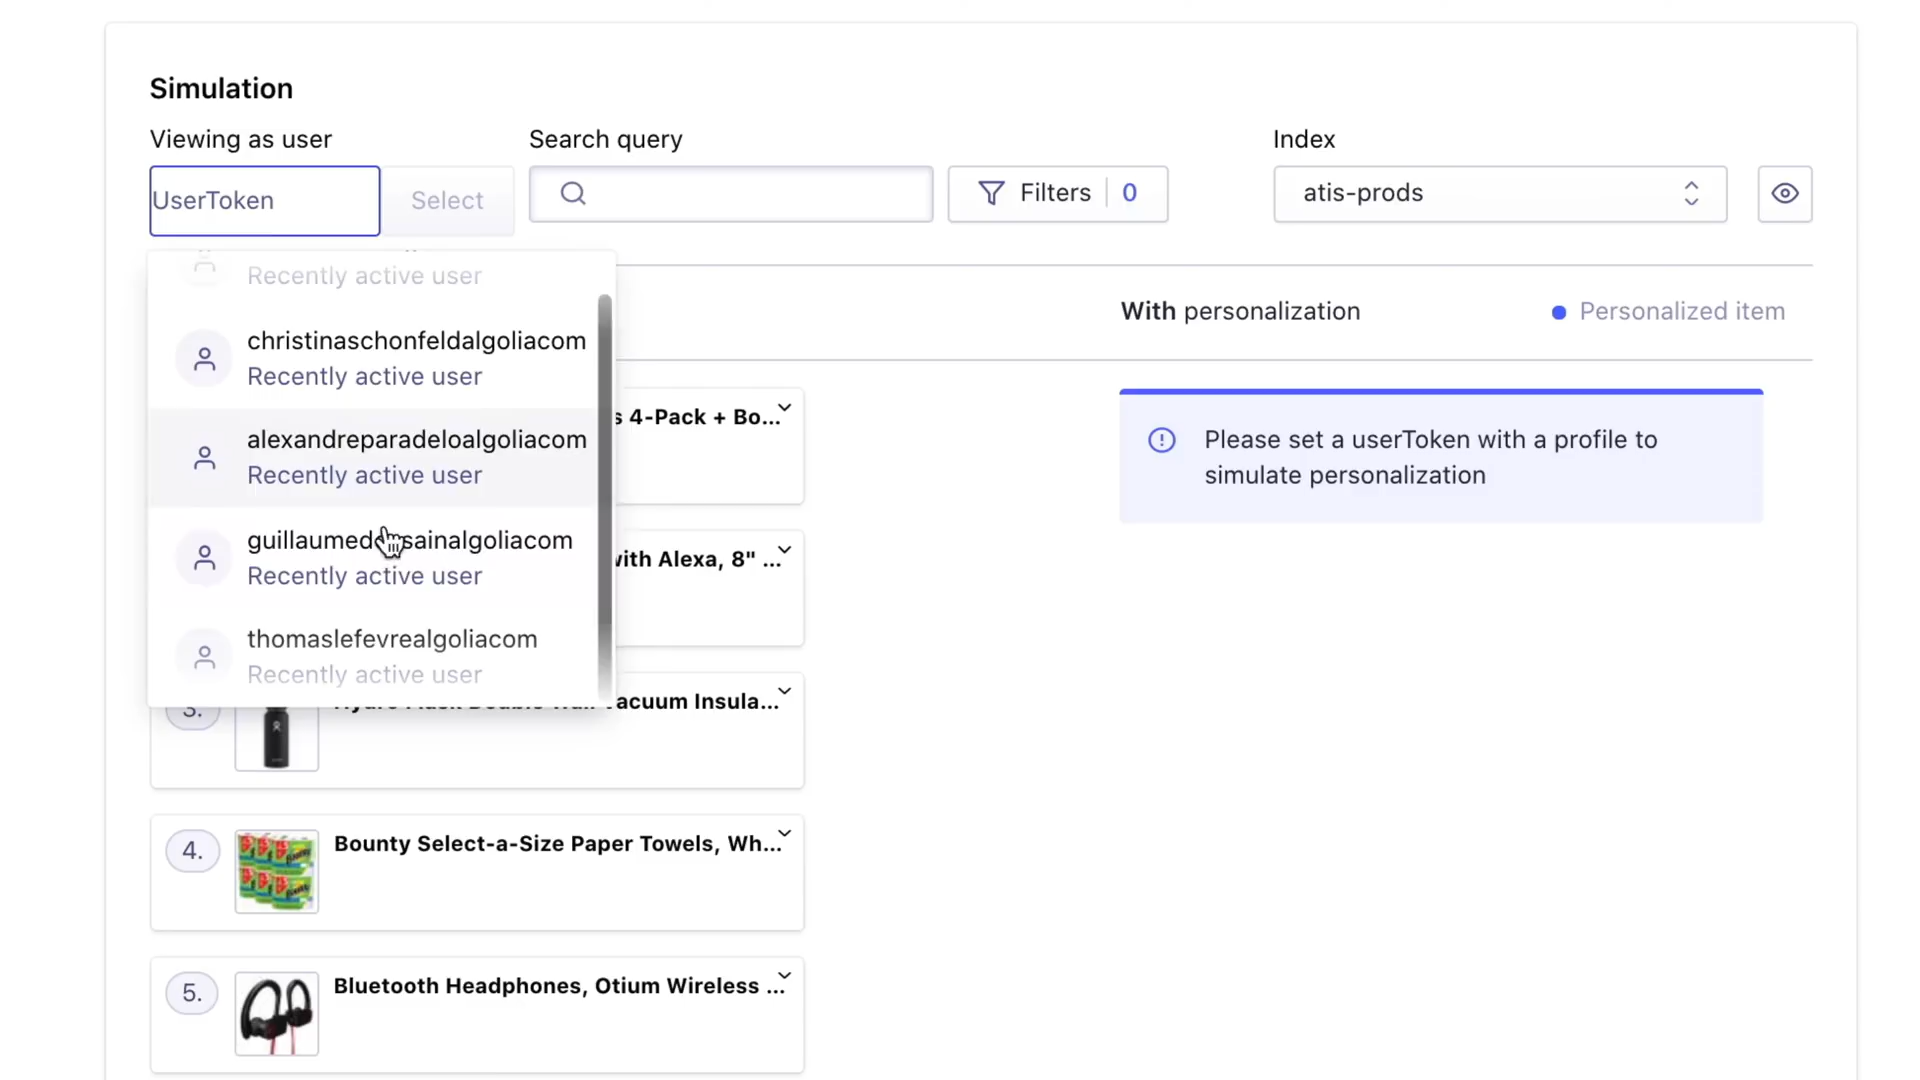 Simulation
Viewing as user
Search query
Index
UserToken
Select
Filters
0
atis-prods
Recently active user
christinaschonfeldalgoliacom
Recently active user
alexandreparadeloalgoliacom
Recently active user
Recently active user
thomaslefevrealgoliacom
Recently active user
With personalization
Personalized item
Please set a userToken with a profile to
simulate personalization
4-Pack + Bo...
with Alexa, 8" ...
3.
Vacuum Insula...
4.
Bounty Select-a-Size Paper Towels, Wh...
5.
Bluetooth Headphones, Otium Wireless ...